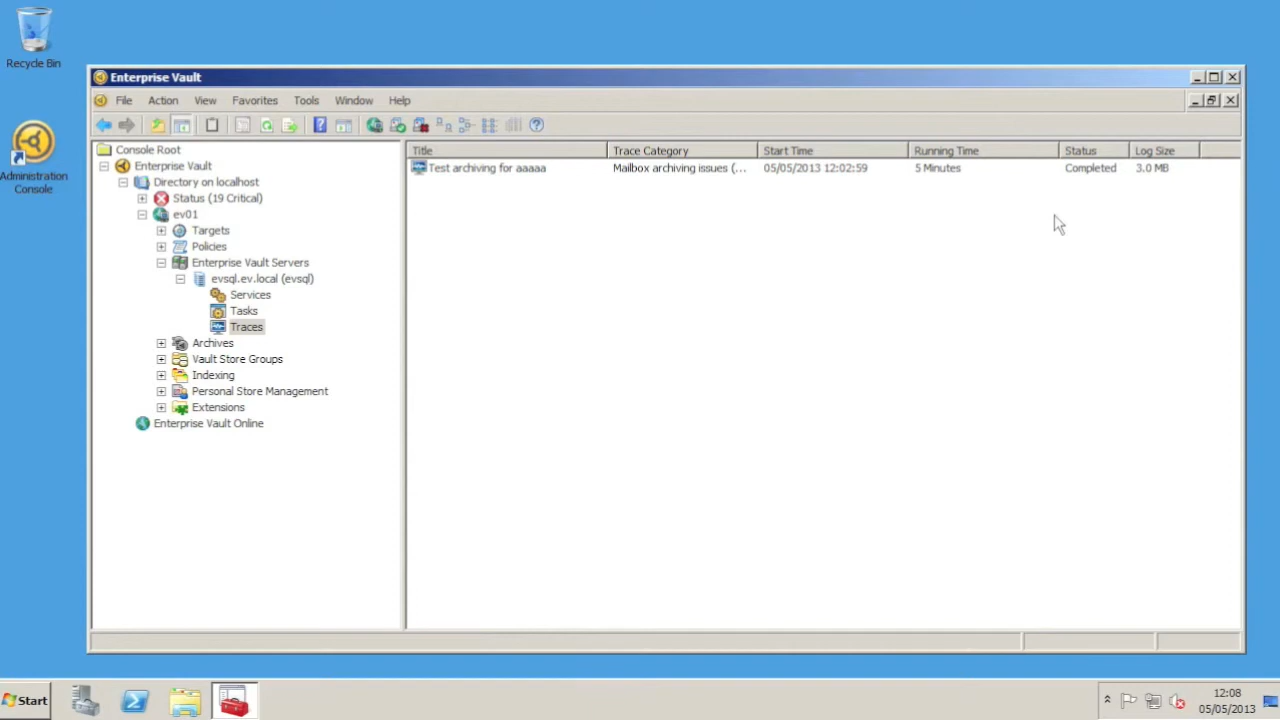 Recycle Bin
Administration
Console
Enterprise Vault
File Action View Favorites Tools Window Help
Console Root
Enterprise Vault
Directory on localhost
Status (19 Critical)
ev01
Targets
Policies
Enterprise Vault Servers
evsql.ev.local (evsql)
Services
Tasks
Traces
Archives
Vault Store Groups
Indexing
Personal Store Management
Extensions
Enterprise Vault Online
Title Trace Category Start Time Running Time Status Log Size
Test archiving for aaaaa Mailbox archiving issues (... 05/05/2013 12:02:59 5 Minutes Completed 3.0 MB
Start
12:08
05/05/2013